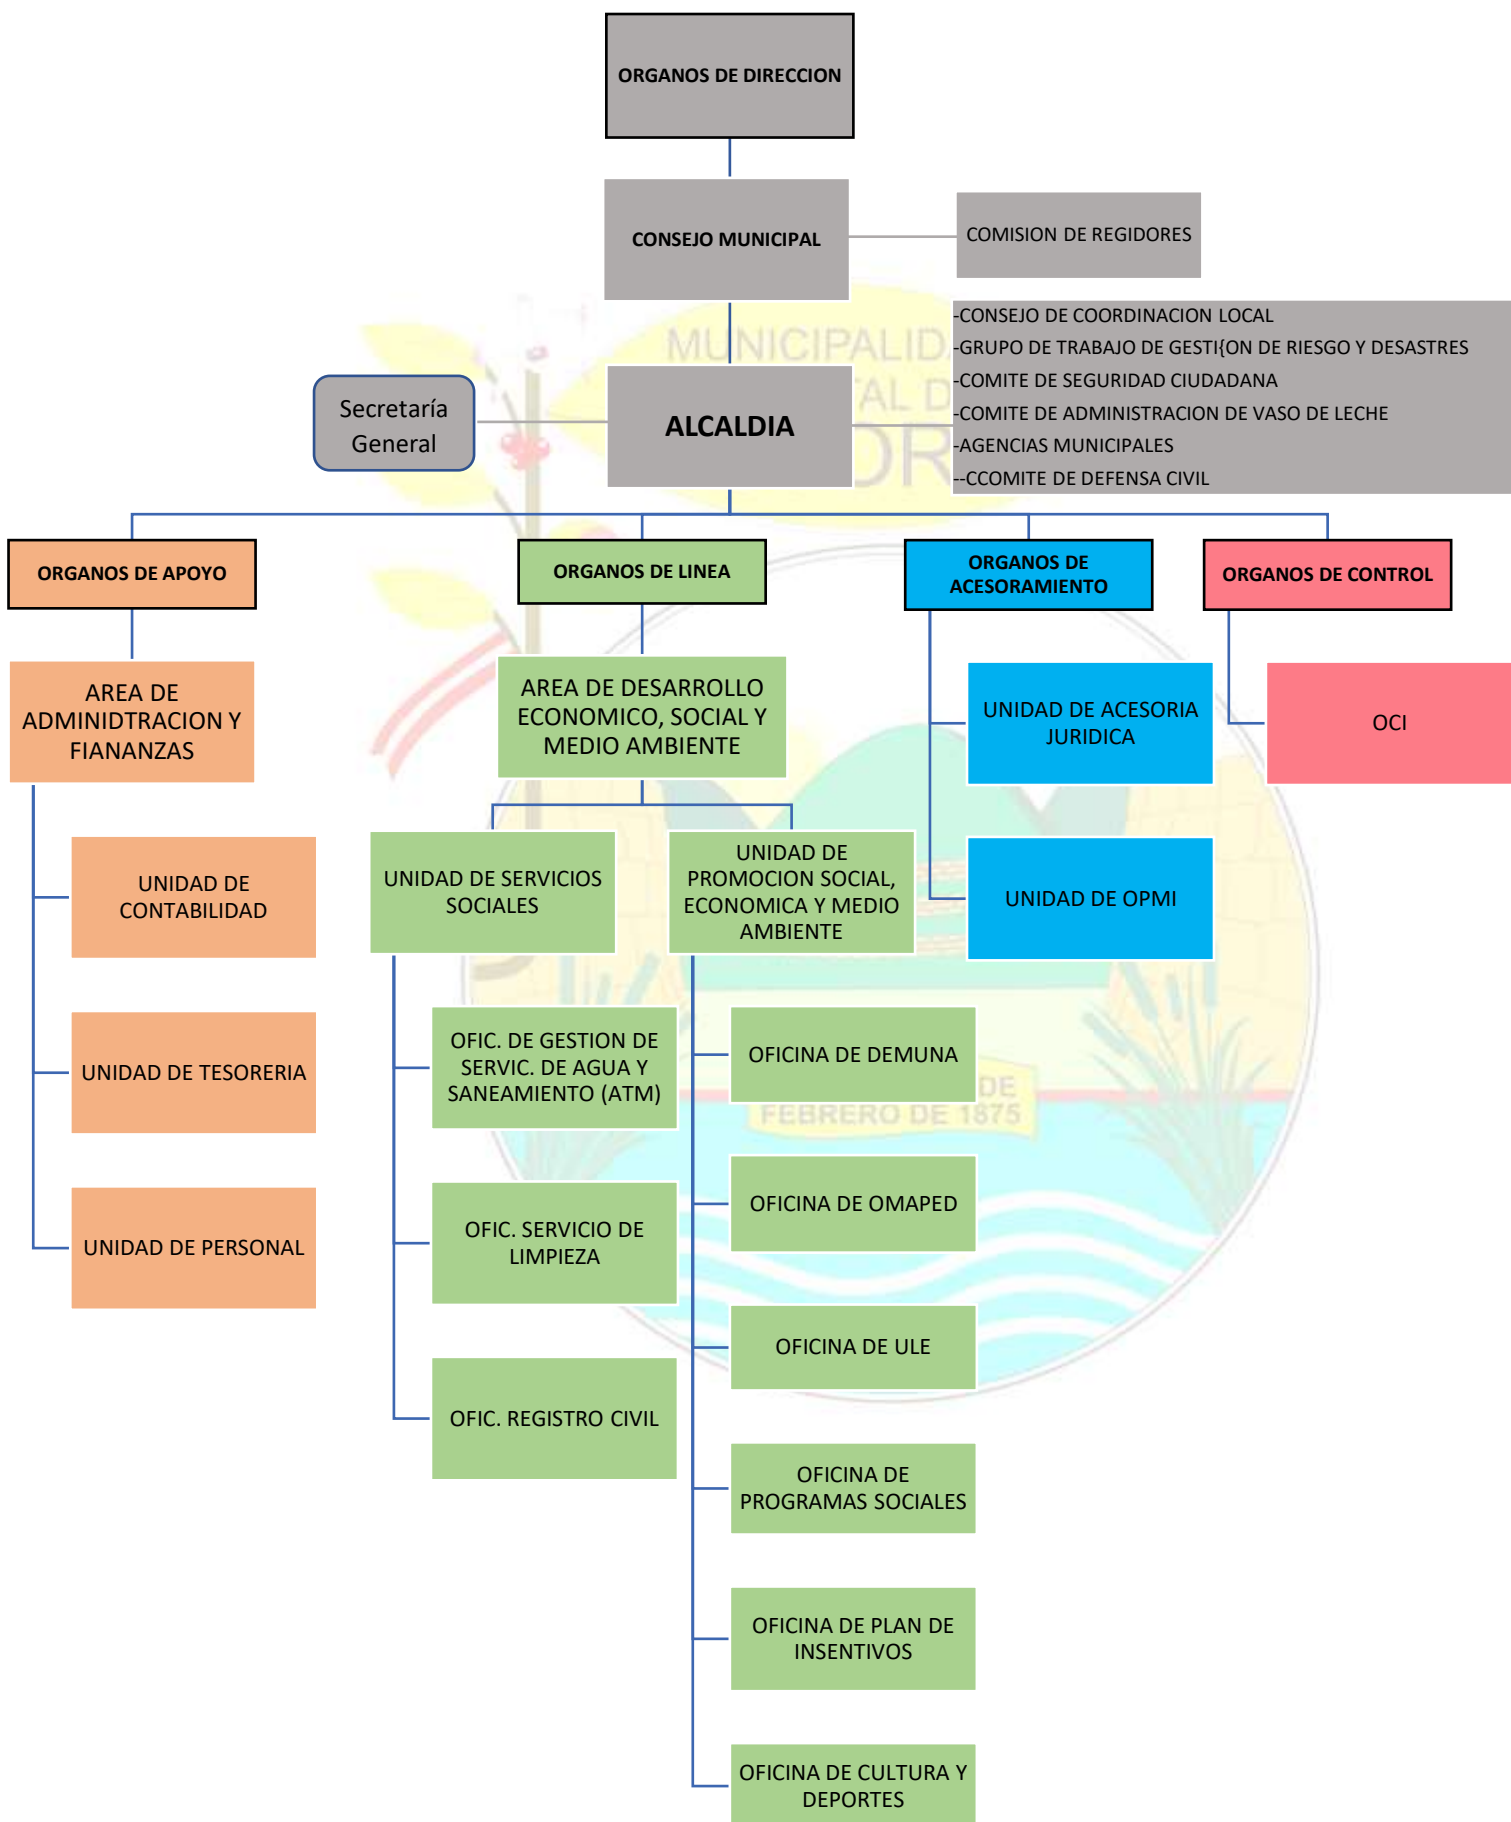 ORGANOS DE DIRECCION
CONSEJO MUNICIPAL
COMISION DE REGIDORES
-CONSEJO DE COORDINACION LOCAL
-GRUPO DE TRABAJO DE GESTI{ON DE RIESGO Y DESASTRES
-COMITE DE SEGURIDAD CIUDADANA
-COMITE DE ADMINISTRACION DE VASO DE LECHE
-AGENCIAS MUNICIPALES
--CCOMITE DE DEFENSA CIVIL
Secretaría
General
ALCALDIA
ORGANOS DE APOYO
ORGANOS DE LINEA
ORGANOS DE
ACESORAMIENTO
ORGANOS DE CONTROL
AREA DE
ADMINIDTRACION Y
FIANANZAS
UNIDAD DE
CONTABILIDAD
UNIDAD DE TESORERIA
UNIDAD DE PERSONAL
AREA DE DESARROLLO
ECONOMICO, SOCIAL Y
MEDIO AMBIENTE
UNIDAD DE SERVICIOS
SOCIALES
OFIC. DE GESTION DE
SERVIC. DE AGUA Y
SANEAMIENTO (ATM)
OFIC. SERVICIO DE
LIMPIEZA
OFIC. REGISTRO CIVIL
UNIDAD DE
PROMOCION SOCIAL,
ECONOMICA Y MEDIO
AMBIENTE
OFICINA DE DEMUNA
OFICINA DE OMAPED
OFICINA DE ULE
OFICINA DE
PROGRAMAS SOCIALES
OFICINA DE PLAN DE
INSENTIVOS
OFICINA DE CULTURA Y
DEPORTES
UNIDAD DE ACESORIA
JURIDICA
UNIDAD DE OPMI
OCI
DE
FEBRERO DE 1875